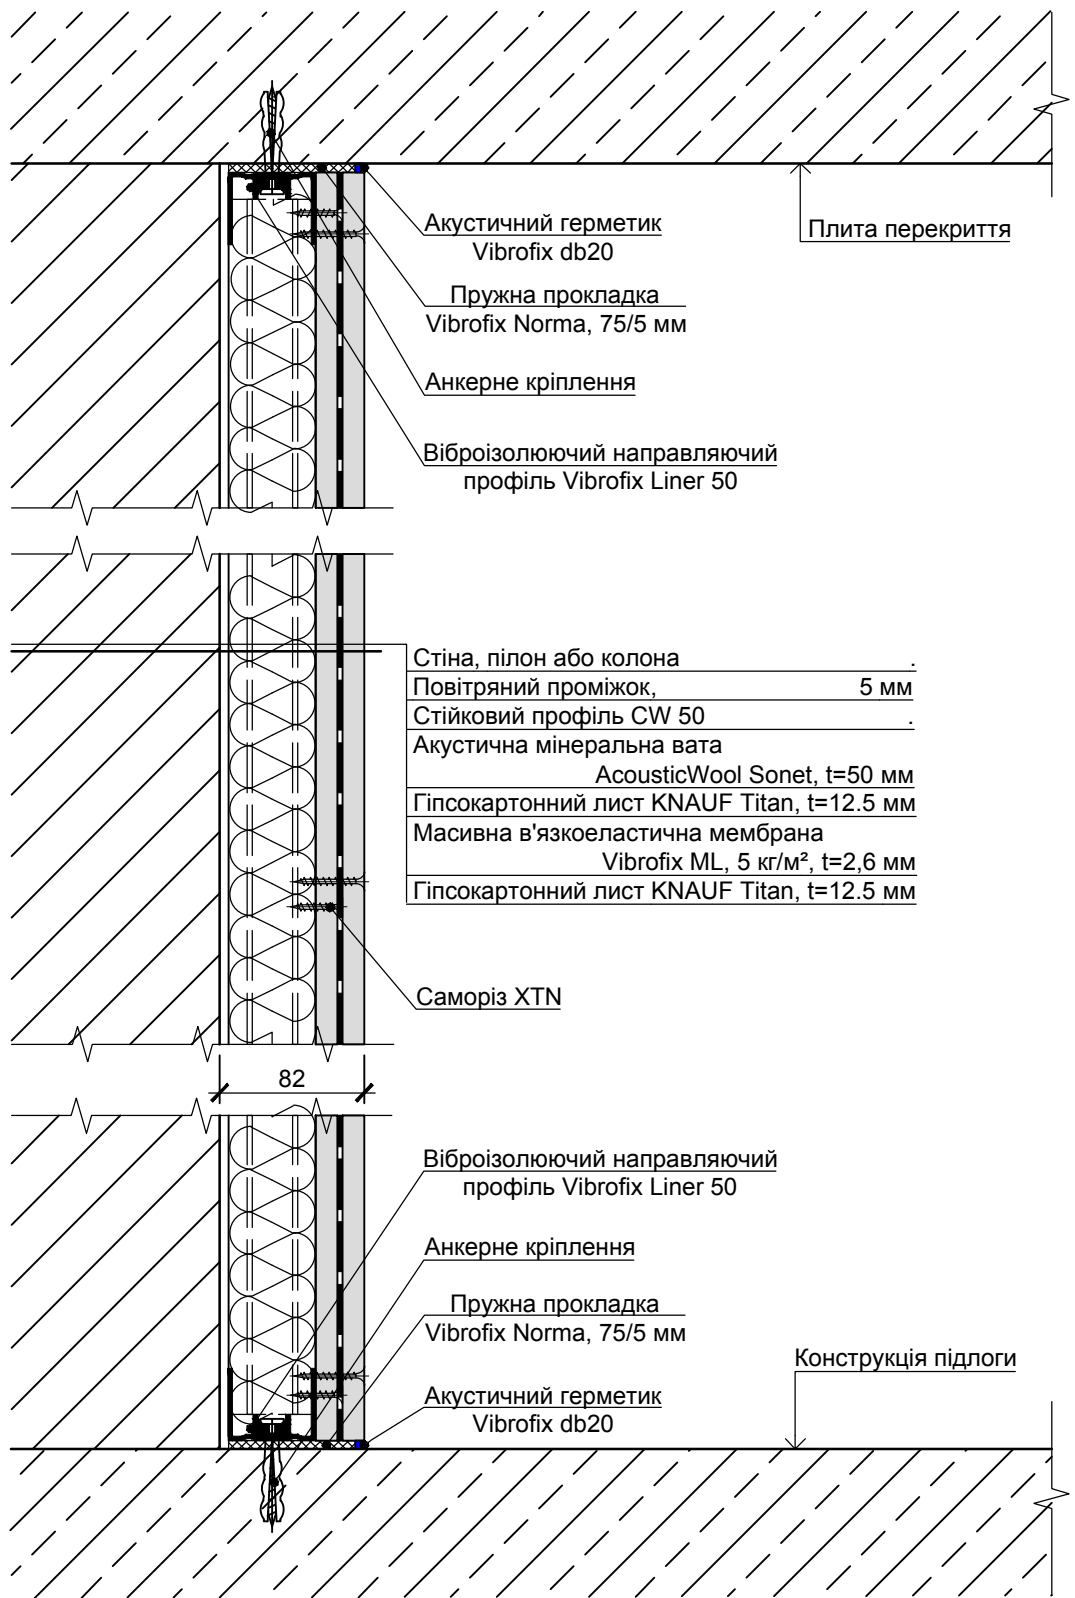 Акустичний герметик
Vibrofix db20
Плита перекриття
Пружна прокладка
Vibrofix Norma, 75/5 мм
Анкерне кріплення
Віброізолюючий направляючий
профіль Vibrofix Liner 50
Стіна, пілон або колона .
Повітряний проміжок, 5 мм
Стійковий профіль CW 50 .
Акустична мінеральна вата
AcousticWool Sonet, t=50 мм
Гіпсокартонний лист KNAUF Titan, t=12.5 мм
Масивна в'язкоеластична мембрана
Vibrofix ML, 5 кг/м², t=2,6 мм
Гіпсокартонний лист KNAUF Titan, t=12.5 мм
Саморіз XTN
82
Віброізолюючий направляючий
профіль Vibrofix Liner 50
Анкерне кріплення
Пружна прокладка
Vibrofix Norma, 75/5 мм
Конструкція підлоги
Акустичний герметик
Vibrofix db20